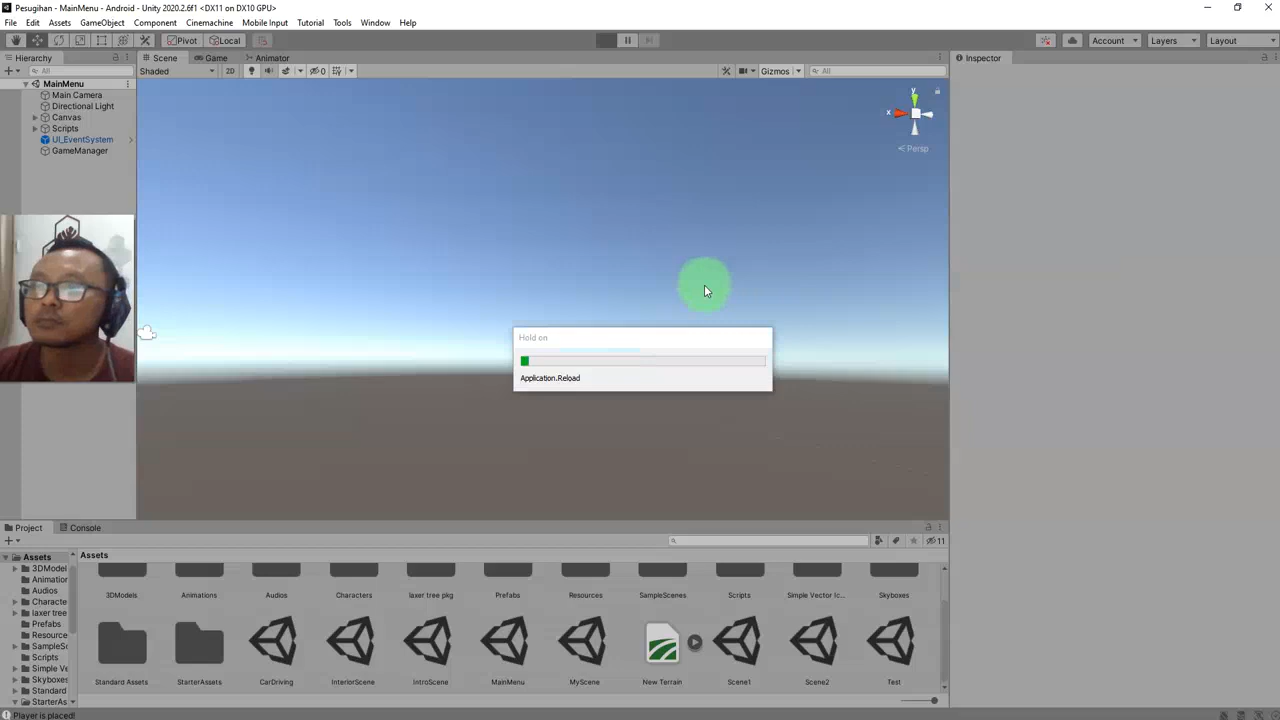 Pesugihan - MainMenu - Android - Unity 2020.2.6f1 <DX11 on DX10 GPU>
File Edit Assets GameObject Component Cinemachine Mobile Input Tutorial Tools Window Help
Pivot Local Account Layers Layout
Hierarchy Scene Game Animator Inspector
All Shaded 2D 0 Gizmos All
MainMenu
Main Camera
Directional Light
Canvas
Scripts
UI_EventSystem
GameManager
y
x
Persp
Hold on
Application.Reload
Project Console
11
Assets
3DModel
Animation
Audios
Characte
laxer tree
Prefabs
Resource
SampleSc
Scripts
Simple Ve
Skyboxes
Standard
StarterAs
Assets
3DModels Animations Audios Characters laxer tree pkg Prefabs Resources SampleScenes Scripts Simple Vector Ic... Skyboxes
Standard Assets StarterAssets CarDriving InteriorScene IntroScene MainMenu MyScene New Terrain Scene1 Scene2 Test
Player is placed!